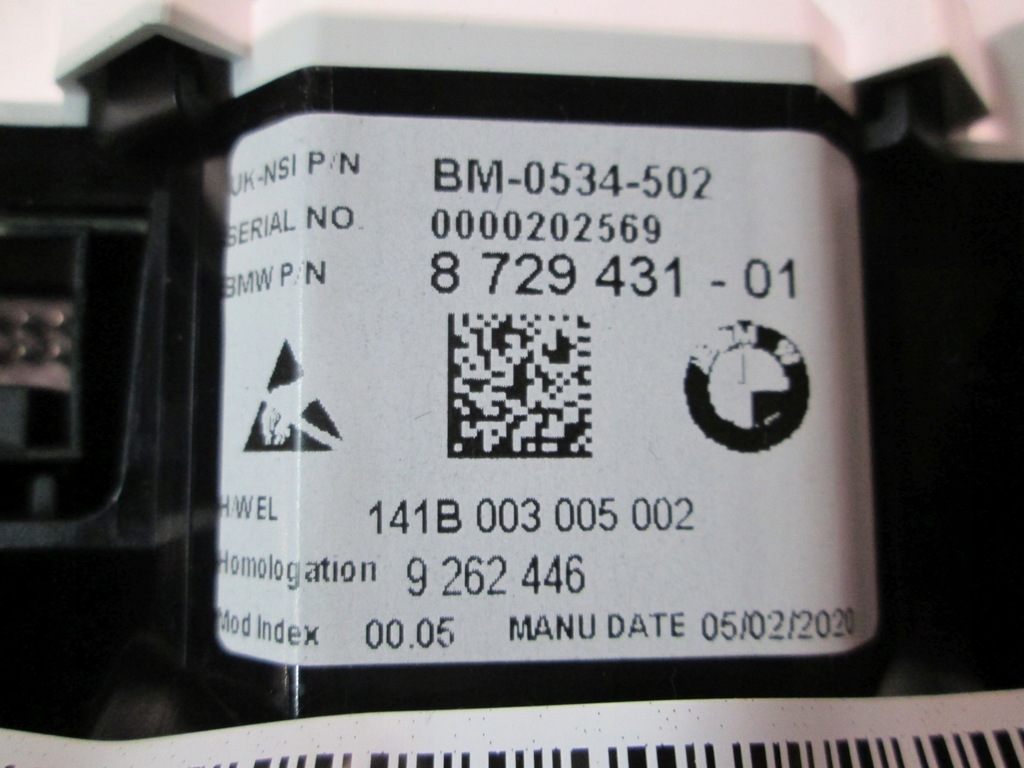 UK-NSI P/N BM-0534-502
SERIAL NO. 0000202569
BMW P/N 8 729 431 - 01
H/WEL 141B 003 005 002
Homologation 9 262 446
Mod Index 00.05 MANU DATE 05/02/2020